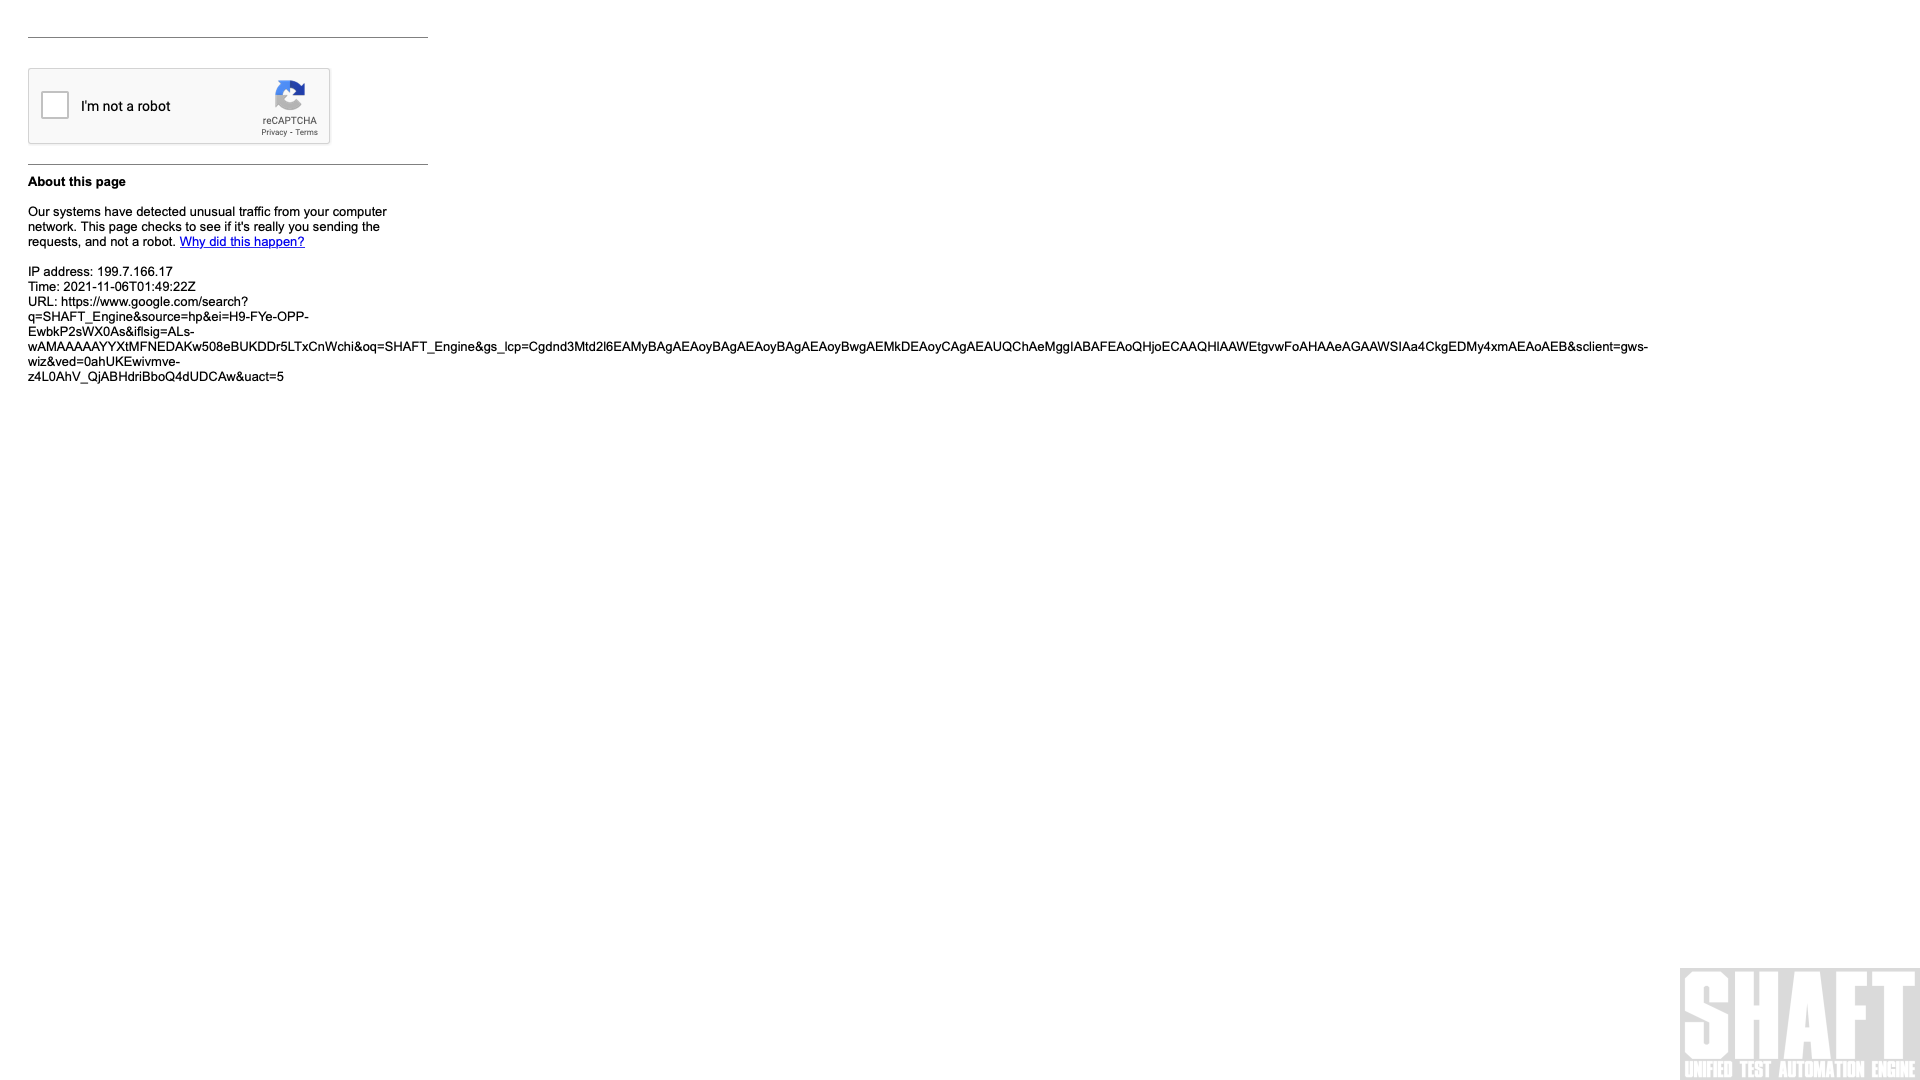 I'm not a robot
reCAPTCHA
Privacy - Terms
About this page
Our systems have detected unusual traffic from your computer
network. This page checks to see if it's really you sending the
requests, and not a robot. Why did this happen?
IP address: 199.7.166.17
Time: 2021-11-06T01:49:22Z
URL: https://www.google.com/search?
q=SHAFT_Engine&source=hp&ei=H9-FYe-OPP-
EwbkP2sWX0As&iflsig=ALs-
wAMAAAAAYYXtMFNEDAKw508eBUKDDr5LTxCnWchi&oq=SHAFT_Engine&gs_lcp=Cgdnd3Mtd2l6EAMyBAgAEAoyBAgAEAoyBAgAEAoyBwgAEMkDEAoyCAgAEAUQChAeMggIABAFEAoQHjoECAAQHlAAWEtgvwFoAHAAeAGAAWSIAa4CkgEDMy4xmAEAoAEB&sclient=gws-
wiz&ved=0ahUKEwivmve-
z4L0AhV_QjABHdriBboQ4dUDCAw&uact=5
SHAFT
UNIFIED TEST AUTOMATION ENGINE